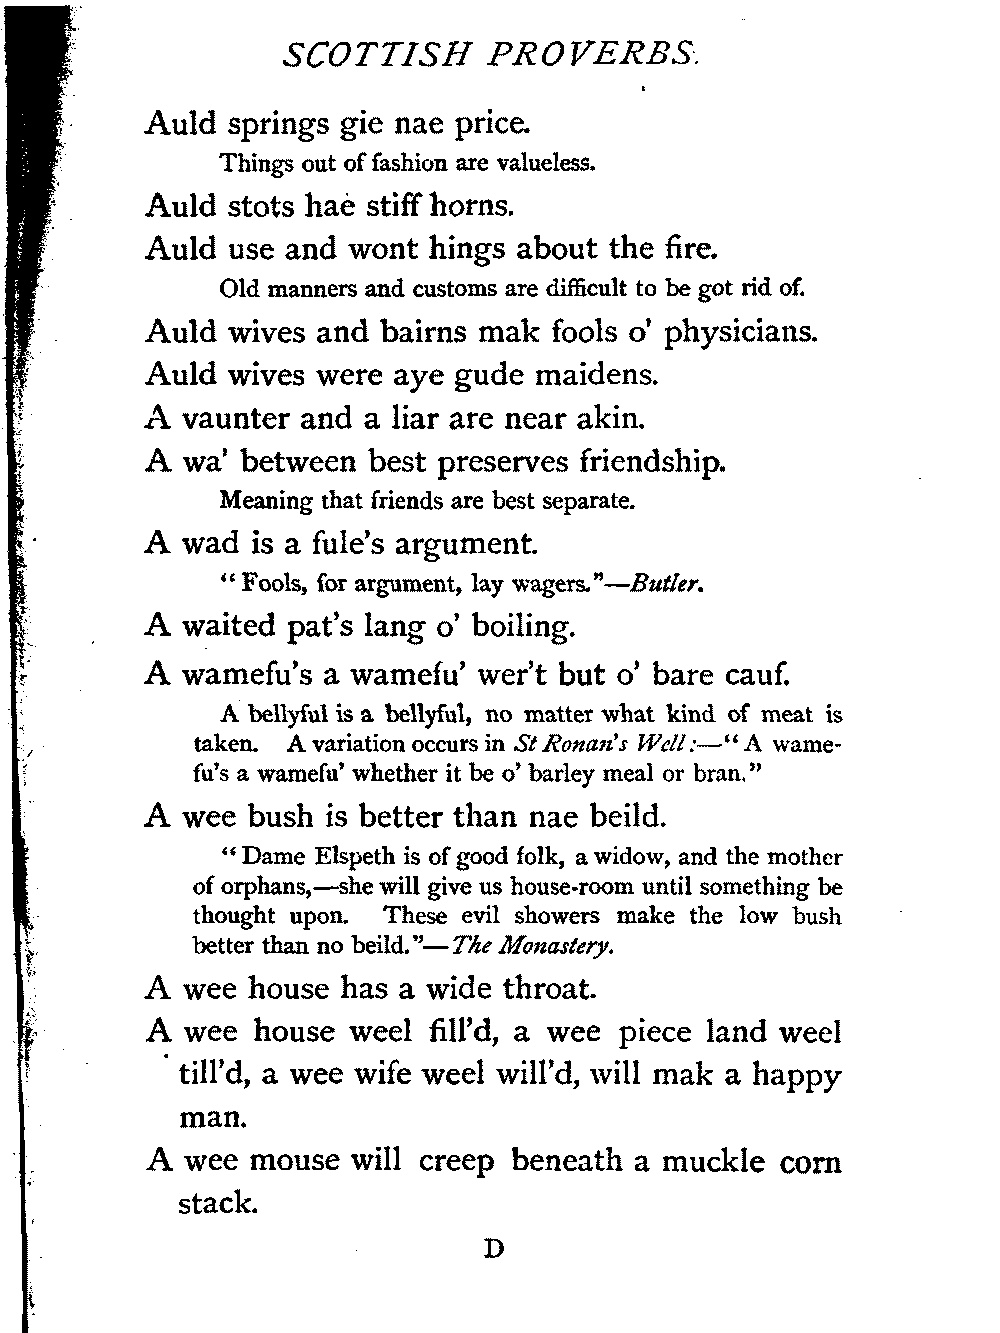 SCOTTISH PROVERBS.
Auld springs gie nae price.
Things out of fashion are valueless.
Auld stots hae stiff horns.
Auld use and wont hings about the fire.
Old manners and customs are difficult to be got rid of.
Auld wives and bairns mak fools o' physicians.
Auld wives were aye gude maidens.
A vaunter and a liar are near akin.
A wa' between best preserves friendship.
Meaning that friends are best separate.
A wad is a fule's argument.
"Fools, for argument, lay wagers."—Butler.
A waited pat's lang o' boiling.
A wamefu's a wamefu' wer't but o' bare cauf.
A bellyful is a bellyful, no matter what kind of meat is
taken. A variation occurs in St Ronan's Well:—"A wame-
fu's a wamefu' whether it be o' barley meal or bran."
A wee bush is better than nae beild.
"Dame Elspeth is of good folk, a widow, and the mother
of orphans,—she will give us house-room until something be
thought upon. These evil showers make the low bush
better than no beild."—The Monastery.
A wee house has a wide throat.
A wee house weel fill'd, a wee piece land weel
till'd, a wee wife weel will'd, will mak a happy
man.
A wee mouse will creep beneath a muckle corn
stack.
D